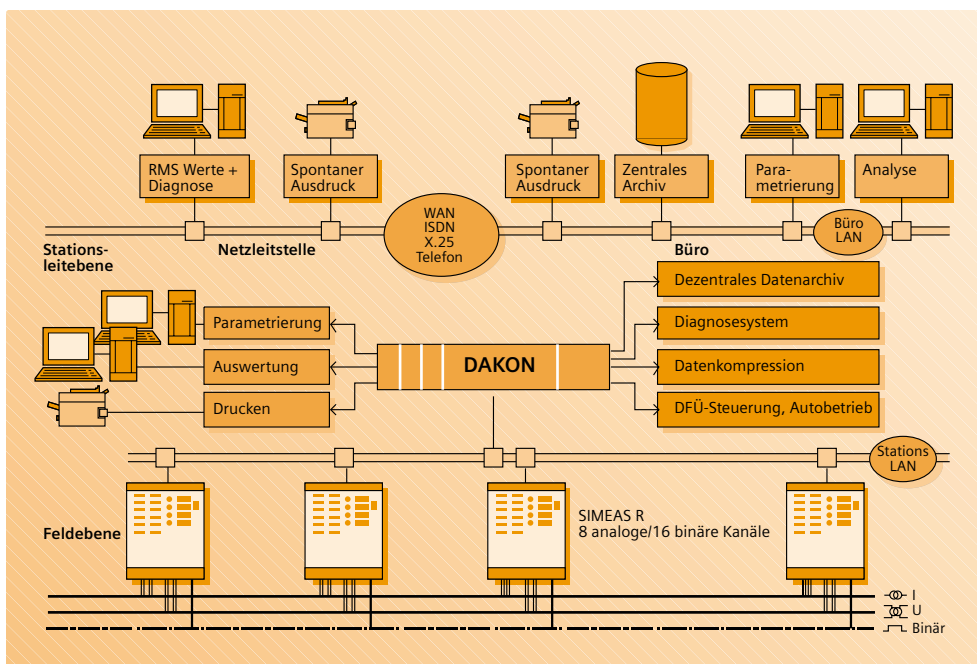 RMS Werte +
Diagnose
Spontaner
Ausdruck
Spontaner
Ausdruck
Zentrales
Archiv
Para-
metrierung
Analyse
WAN
ISDN
X.25
Telefon
Büro
LAN
Stations-
leitebene
Netzleitstelle
Büro
Dezentrales Datenarchiv
Parametrierung
Diagnosesystem
DAKON
Auswertung
Datenkompression
Drucken
DFÜ-Steuerung, Autobetrieb
Stations
LAN
Feldebene
SIMEAS R
8 analoge/16 binäre Kanäle
I
U
Binär